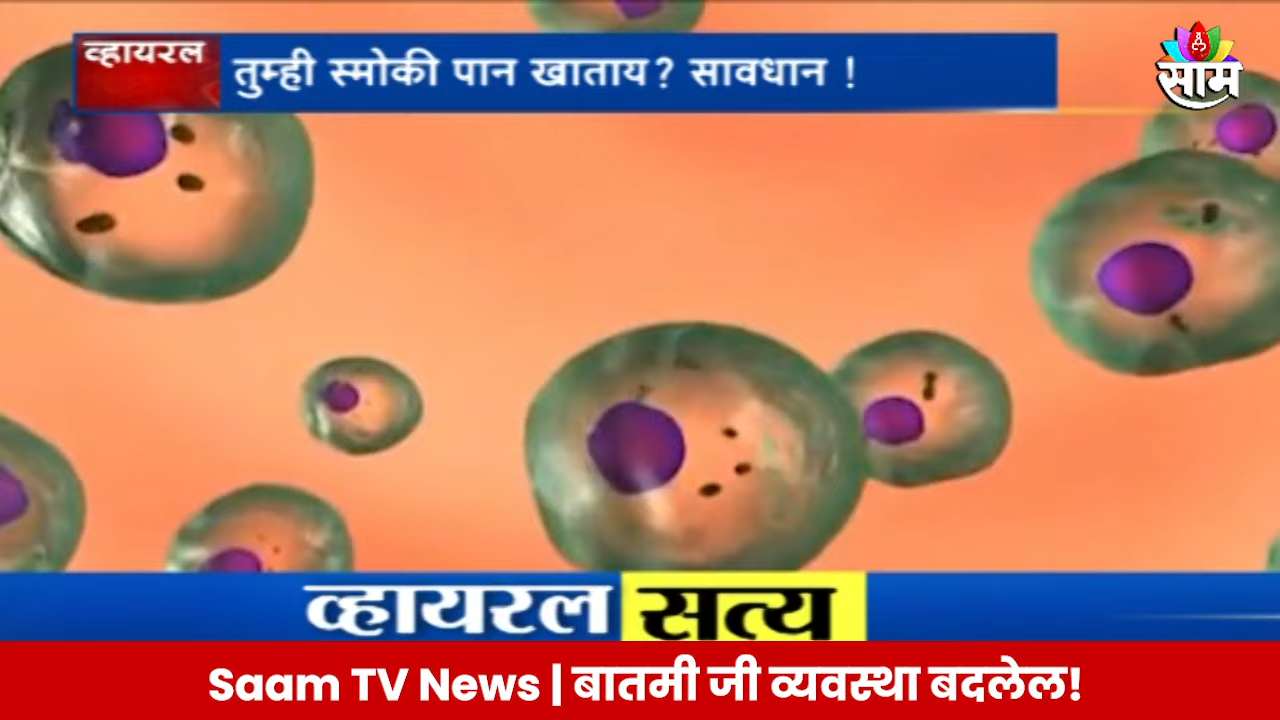 व्हायरल
तुम्ही स्मोकी पान खाताय? सावधान !
साम
व्हायरल सत्य
Saam TV News | बातमी जी व्यवस्था बदलेल!